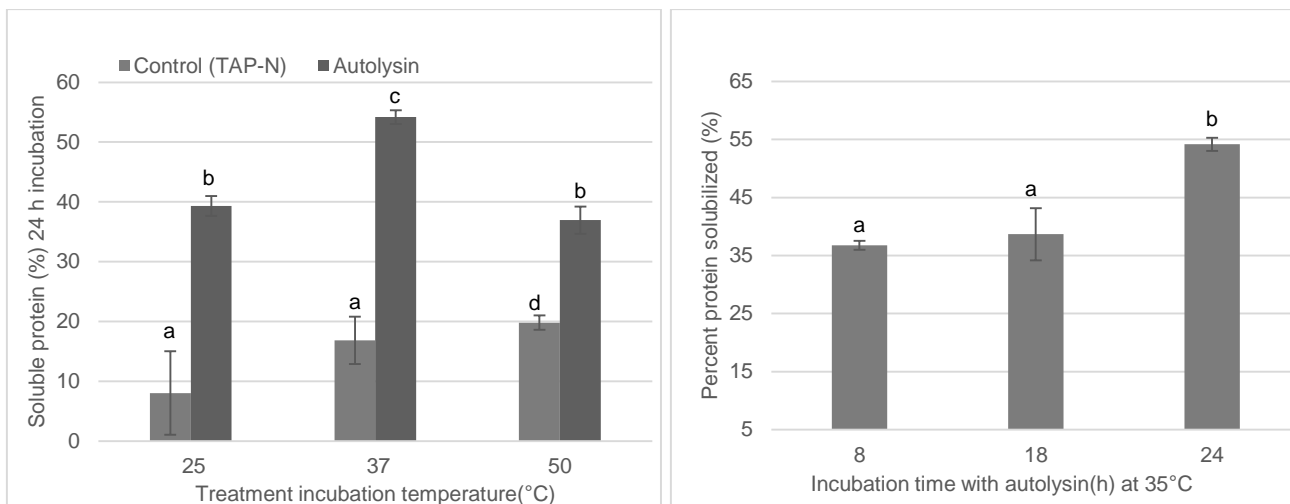 Control (TAP-N) Autolysin
Soluble protein (%) 24 h incubation
60
50
40
30
20
10
0
a
b
a
c
d
b
25 37 50
Treatment incubation temperature(°C)
Percent protein solubilized (%)
65
55
45
35
25
15
5
a
a
b
8 18 24
Incubation time with autolysin(h) at 35°C